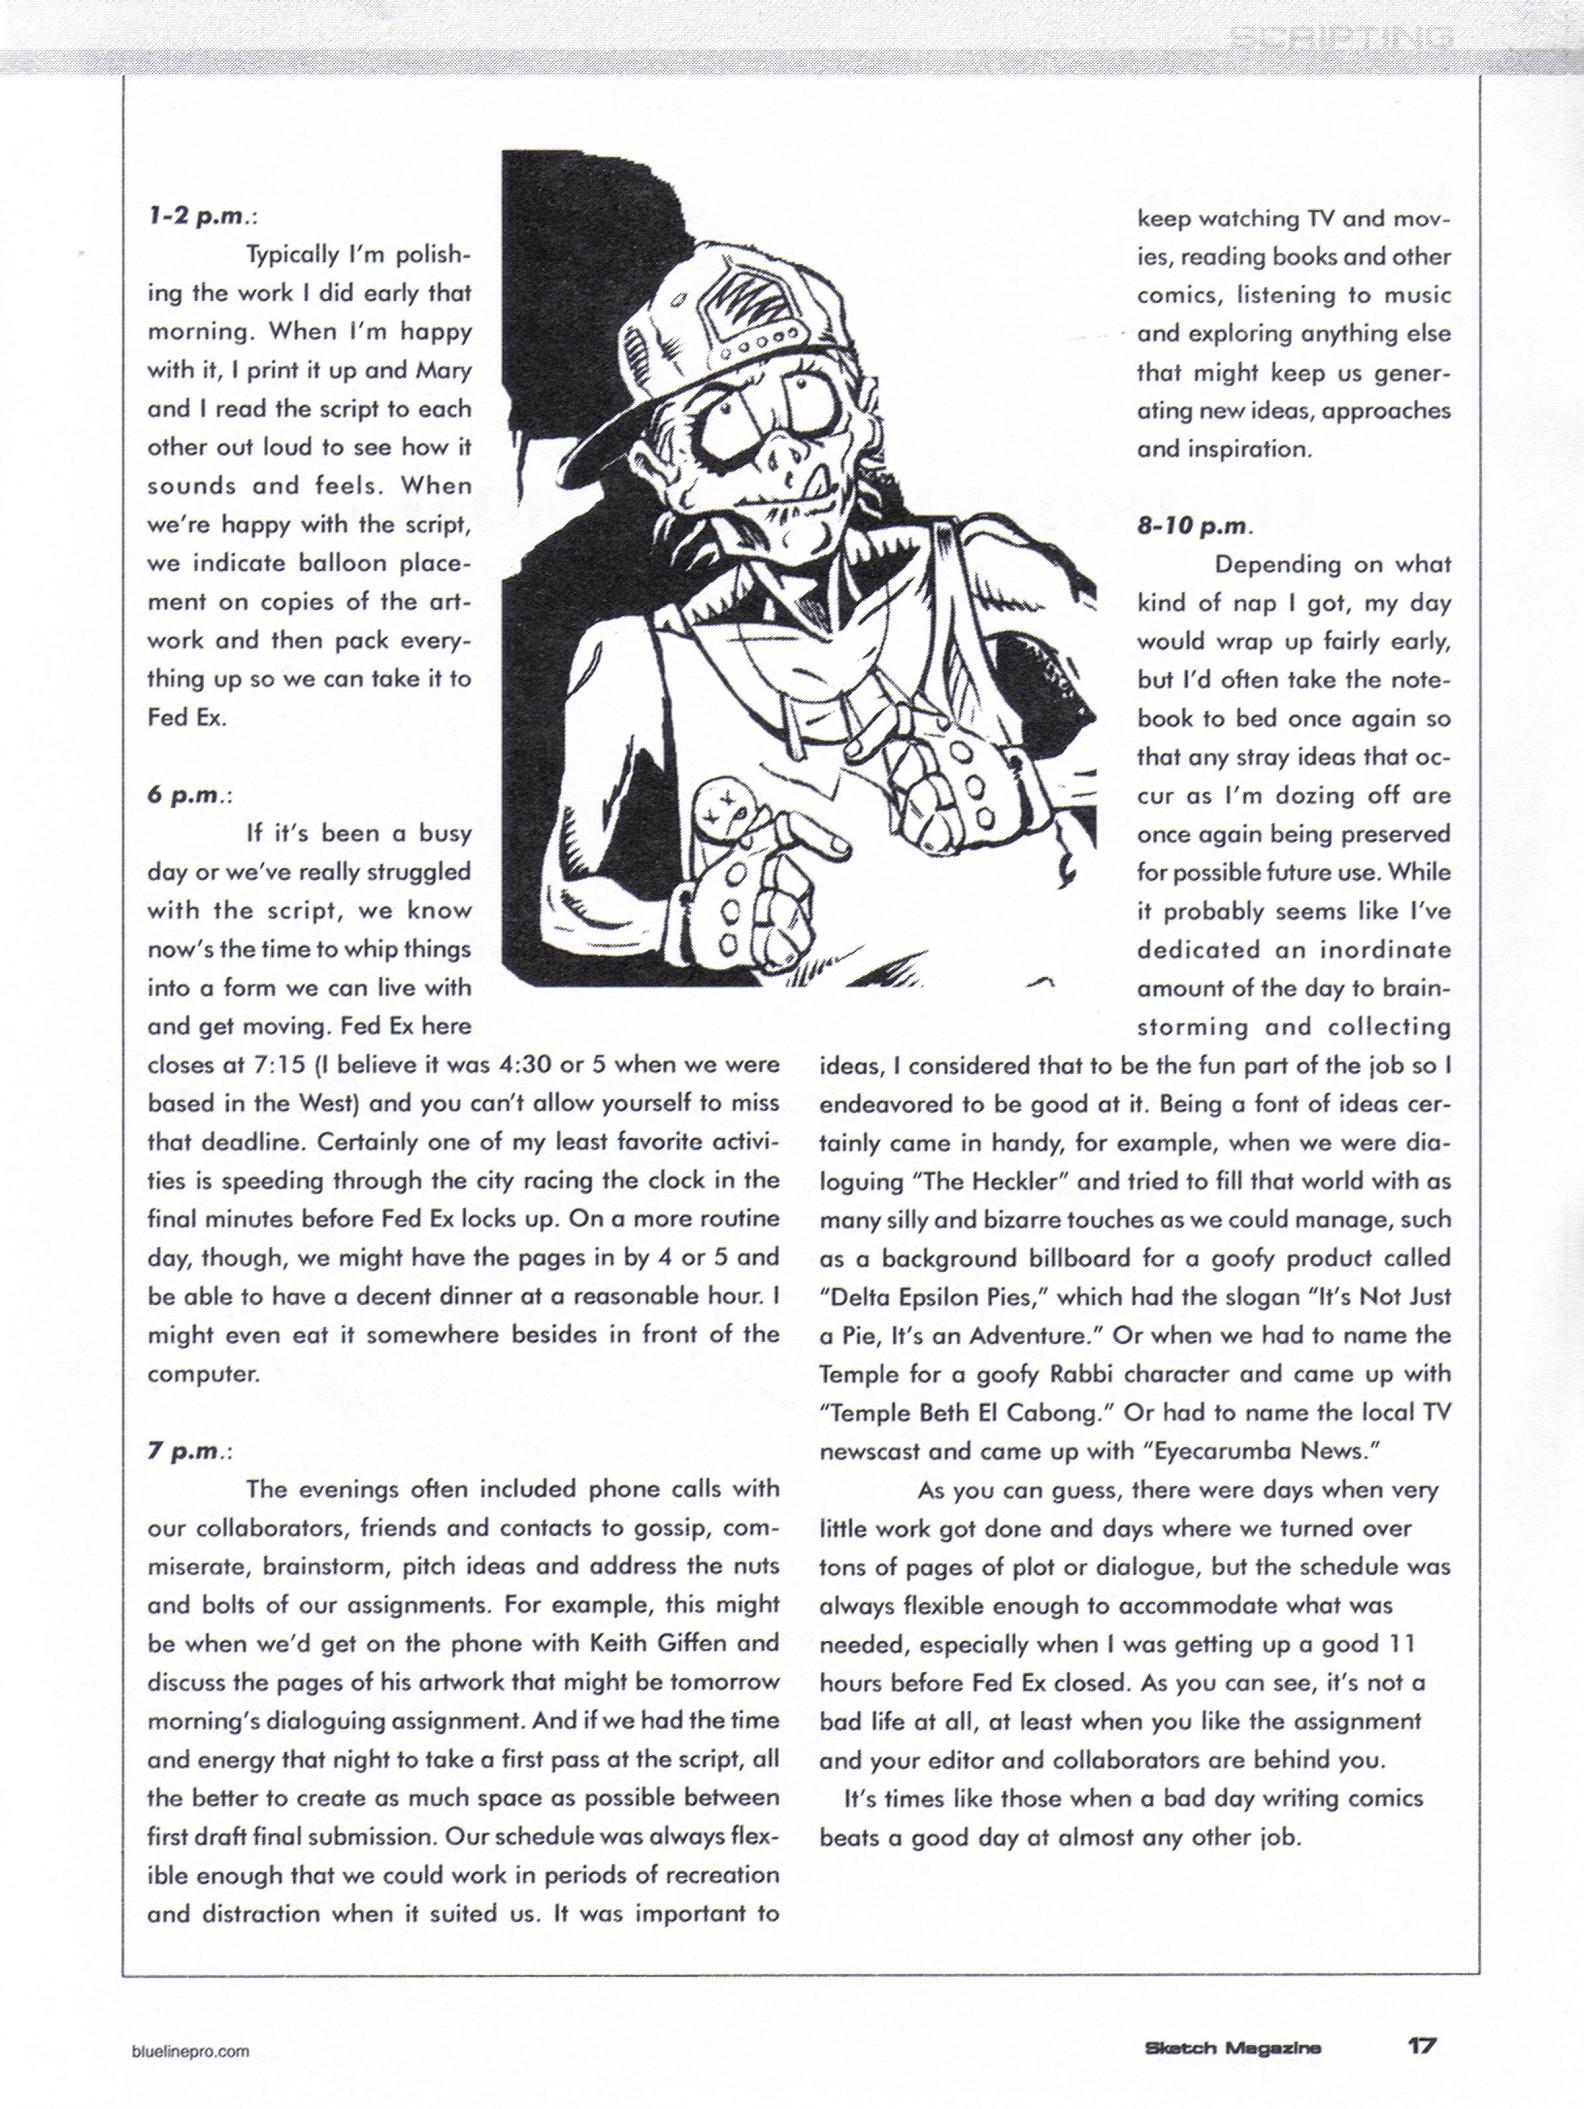 SCRIPTING
1-2 p.m.:
Typically I'm polish-
ing the work I did early that
morning. When I'm happy
with it, I print it up and Mary
and I read the script to each
other out loud to see how it
sounds and feels. When
we're happy with the script,
we indicate balloon place-
ment on copies of the art-
work and then pack every-
thing up so we can take it to
Fed Ex.
6 p.m.:
If it's been a busy
day or we've really struggled
with the script, we know
now's the time to whip things
into a form we can live with
and get moving. Fed Ex here
closes at 7:15 (I believe it was 4:30 or 5 when we were
based in the West) and you can't allow yourself to miss
that deadline. Certainly one of my least favorite activi-
ties is speeding through the city racing the clock in the
final minutes before Fed Ex locks up. On a more routine
day, though, we might have the pages in by 4 or 5 and
be able to have a decent dinner at a reasonable hour. I
might even eat it somewhere besides in front of the
computer.
7 p.m.:
The evenings often included phone calls with
our collaborators, friends and contacts to gossip, com-
miserate, brainstorm, pitch ideas and address the nuts
and bolts of our assignments. For example, this might
be when we'd get on the phone with Keith Giffen and
discuss the pages of his artwork that might be tomorrow
morning's dialoguing assignment. And if we had the time
and energy that night to take a first pass at the script, all
the better to create as much space as possible between
first draft final submission. Our schedule was always flex-
ible enough that we could work in periods of recreation
and distraction when it suited us. It was important to
keep watching TV and mov-
ies, reading books and other
comics, listening to music
and exploring anything else
that might keep us gener-
ating new ideas, approaches
and inspiration.
8-10 p.m.
Depending on what
kind of nap I got, my day
would wrap up fairly early,
but I'd often take the note-
book to bed once again so
that any stray ideas that oc-
cur as I'm dozing off are
once again being preserved
for possible future use. While
it probably seems like I've
dedicated an inordinate
amount of the day to brain-
storming and collecting
ideas, I considered that to be the fun part of the job so I
endeavored to be good at it. Being a font of ideas cer-
tainly came in handy, for example, when we were dia-
loguing "The Heckler" and tried to fill that world with as
many silly and bizarre touches as we could manage, such
as a background billboard for a goofy product called
"Delta Epsilon Pies," which had the slogan "It's Not Just
a Pie, It's an Adventure." Or when we had to name the
Temple for a goofy Rabbi character and came up with
"Temple Beth El Cabong." Or had to name the local TV
newscast and came up with "Eyecarumba News."
As you can guess, there were days when very
little work got done and days where we turned over
tons of pages of plot or dialogue, but the schedule was
always flexible enough to accommodate what was
needed, especially when I was getting up a good 11
hours before Fed Ex closed. As you can see, it's not a
bad life at all, at least when you like the assignment
and your editor and collaborators are behind you.
It's times like those when a bad day writing comics
beats a good day at almost any other job.
bluelinepro.com
Sketch Magazine 17